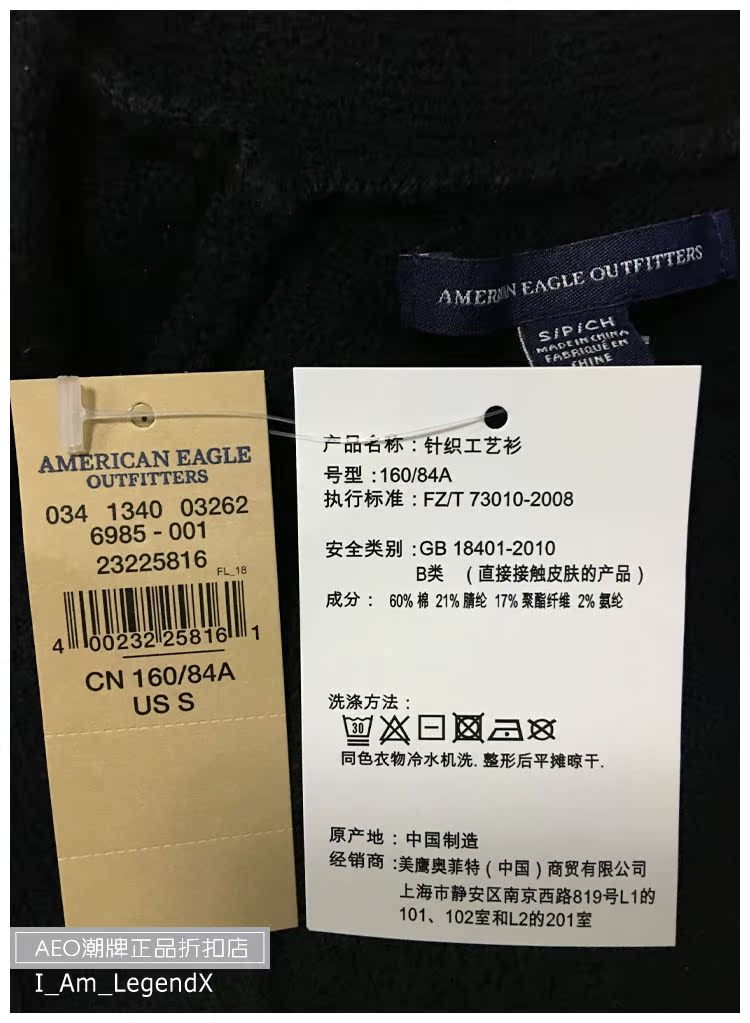 AMERICAN EAGLE OUTFITTERS
S/P/CH
MADE IN CHINA
FABRIQUÉ EN
CHINE
AMERICAN EAGLE
OUTFITTERS
034 1340 03262
6985 - 001
23225816
FL_18
4 00232 25816 1
CN 160/84A
US S
产品名称：针织工艺衫
号型：160/84A
执行标准：FZ/T 73010-2008
安全类别：GB 18401-2010
B类 （直接接触皮肤的产品）
成分： 60% 棉 21% 腈纶 17% 聚酯纤维 2% 氨纶
洗涤方法：
30
同色衣物冷水机洗. 整形后平摊晾干.
原产地：中国制造
经销商：美鹰奥菲特（中国）商贸有限公司
上海市静安区南京西路819号L1的
101、102室和L2的201室
AEO潮牌正品折扣店
I_Am_LegendX